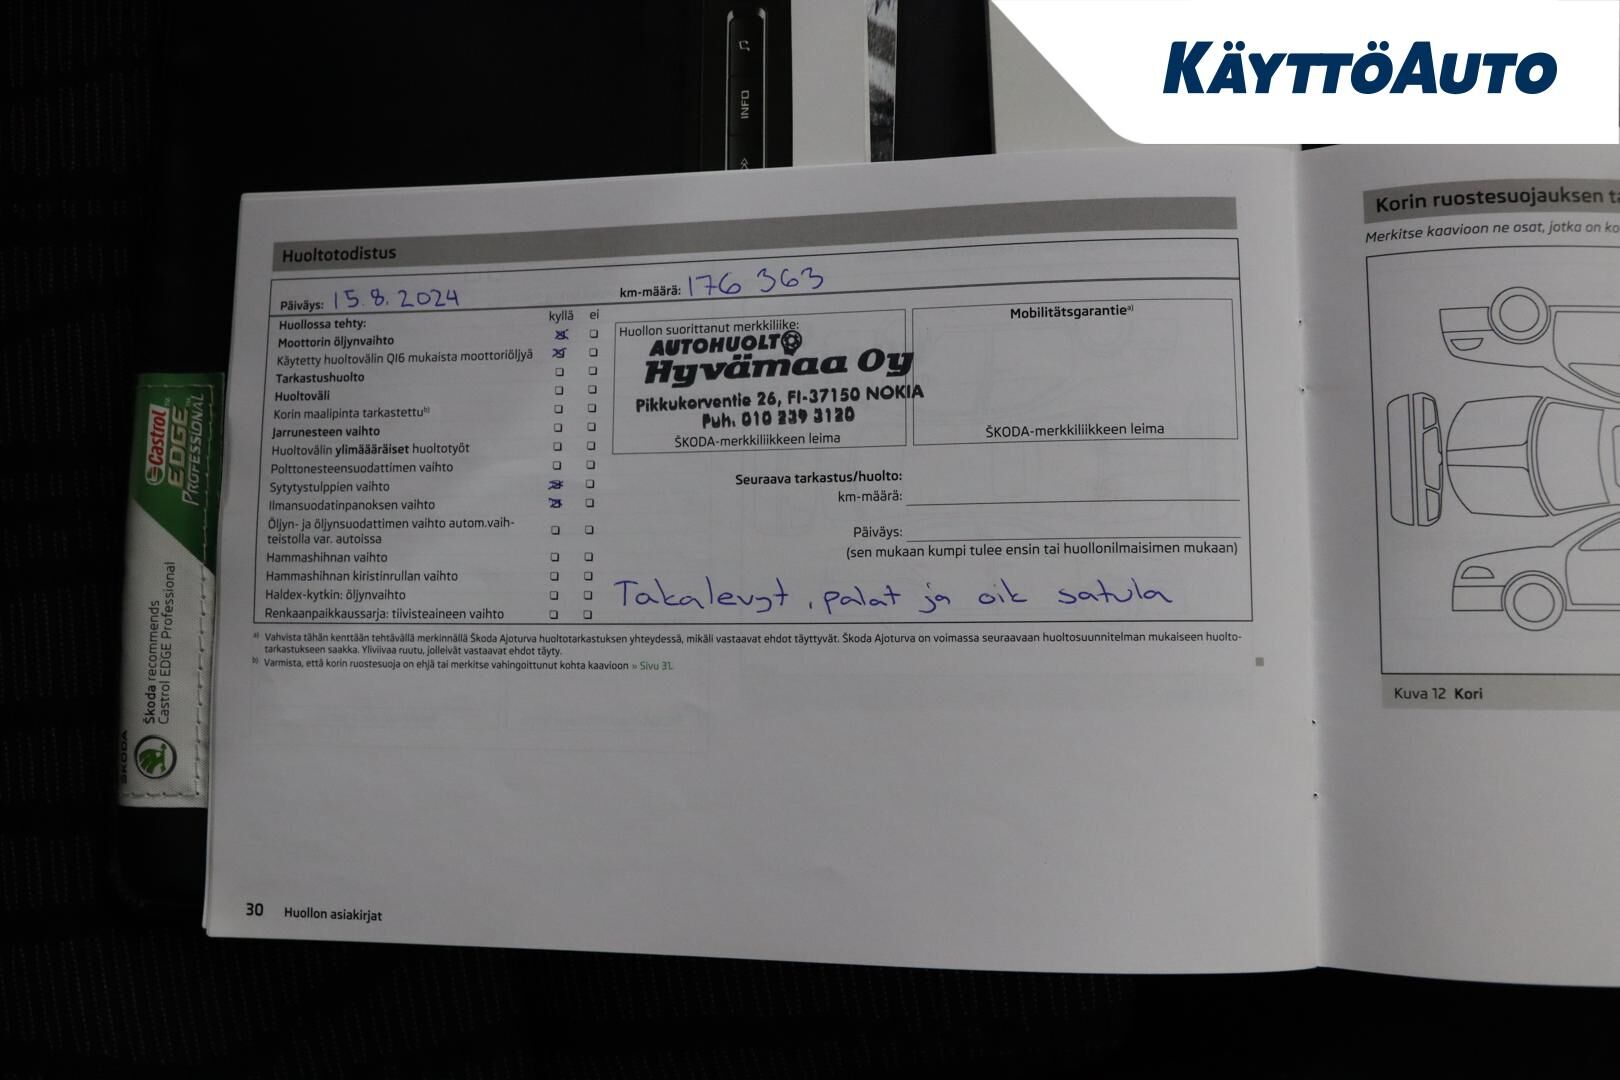 KÄYTTÖAUTO
INFO
Huoltotodistus
Päiväys: 15.8.2024
km-määrä: 176 363
kyllä ei
Huollossa tehty:
Moottorin öljynvaihto
Käytetty huoltovälin QI6 mukaista moottoriöljyä
Tarkastushuolto
Huoltoväli
Korin maalipinta tarkastettu b)
Jarrunesteen vaihto
Huoltovälin ylimääräiset huoltotyöt
Polttonesteensuodattimen vaihto
Sytytystulppien vaihto
Ilmansuodatinpanoksen vaihto
Öljyn- ja öljynsuodattimen vaihto autom.vaih-
teistolla var. autoissa
Hammashihnan vaihto
Hammashihnan kiristinrullan vaihto
Haldex-kytkin: öljynvaihto
Renkaanpaikkaussarja: tiivisteaineen vaihto
Huollon suorittanut merkkiliike:
AUTOHUOLTO
Hyvämaa Oy
Pikkukorventie 26, FI-37150 NOKIA
Puh. 010 239 3120
ŠKODA-merkkiliikkeen leima
Mobilitätsgarantie a)
ŠKODA-merkkiliikkeen leima
Seuraava tarkastus/huolto:
km-määrä:
Päiväys:
(sen mukaan kumpi tulee ensin tai huollonilmaisimen mukaan)
Takalevyt, palat ja oik satula
a) Vahvista tähän kenttään tehtävällä merkinnällä Škoda Ajoturva huoltotarkastuksen yhteydessä, mikäli vastaavat ehdot täyttyvät. Škoda Ajoturva on voimassa seuraavaan huoltosuunnitelman mukaiseen huolto-
tarkastukseen saakka. Yliviivaa ruutu, jolleivät vastaavat ehdot täyty.
b) Varmista, että korin ruostesuoja on ehjä tai merkitse vahingoittunut kohta kaavioon » Sivu 31.
30 Huollon asiakirjat
Korin ruostesuojauksen
Merkitse kaavioon ne osat, jotka on
Kuva 12 Kori
Castrol
EDGE
PROFESSIONAL
Škoda recommends
Castrol EDGE Professional
ŠKODA